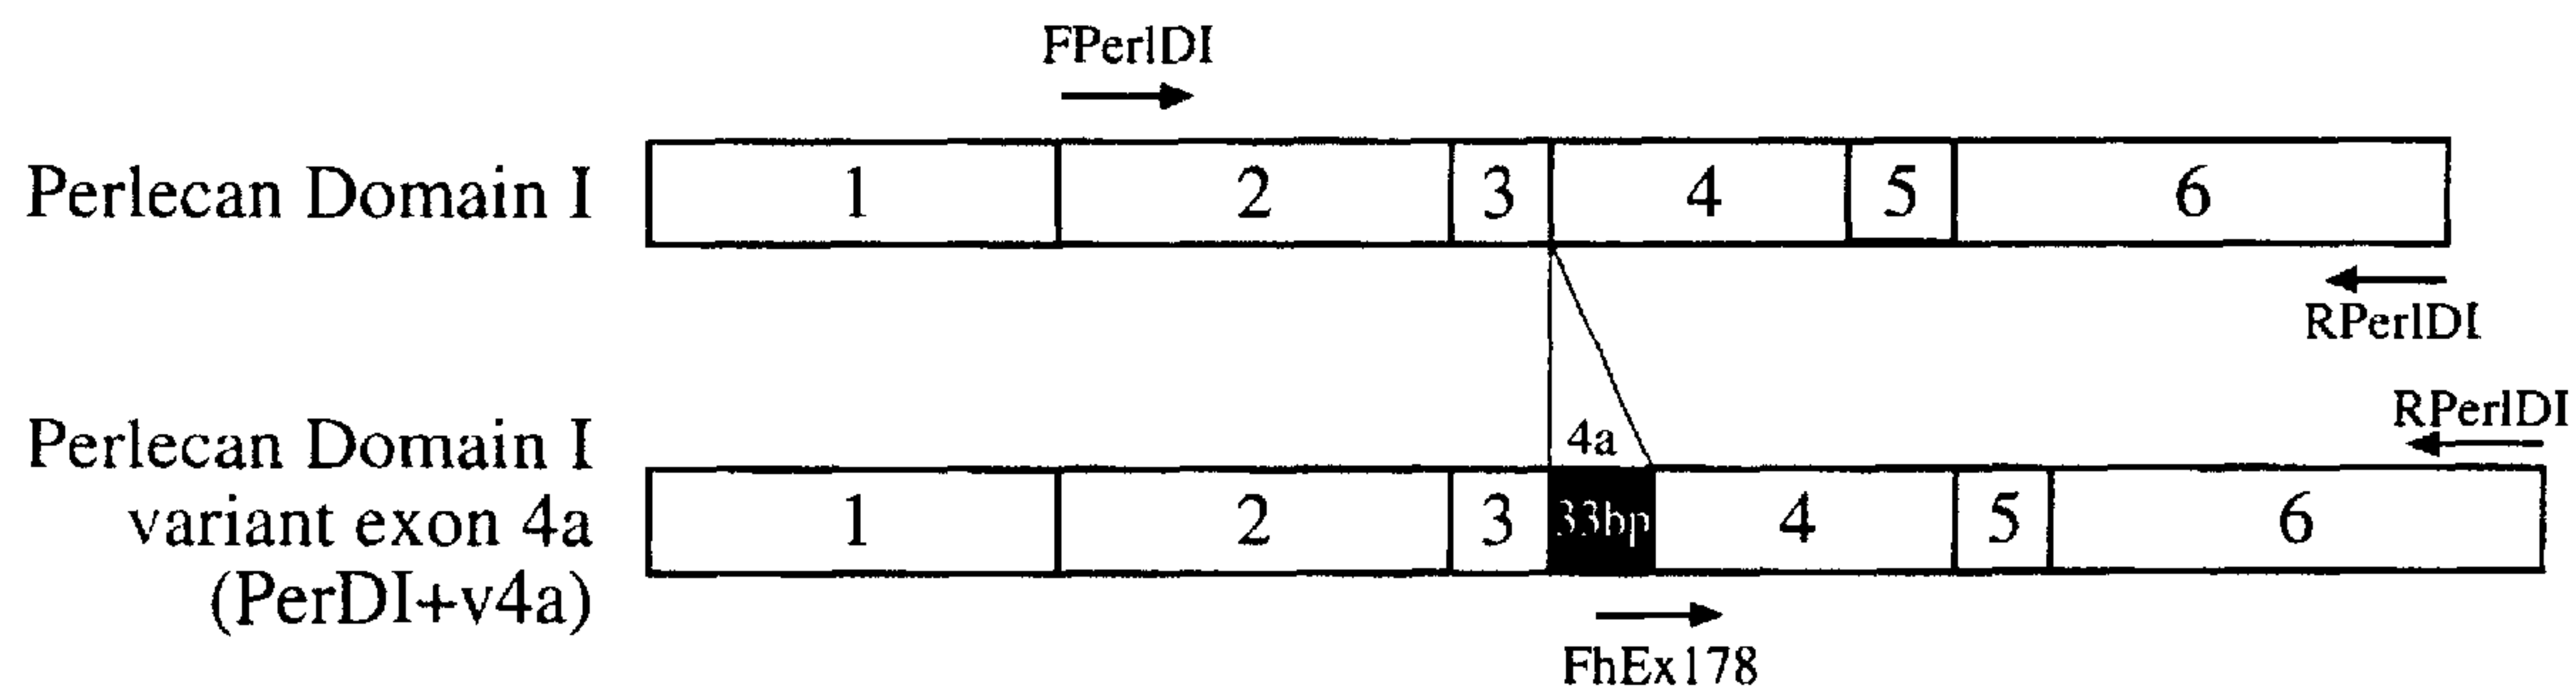 FPerlDI
Perlecan Domain I
1 2 3 4 5 6
RPerlDI
RPerlDI
4a
Perlecan Domain I
variant exon 4a
(PerDI+v4a)
1 2 3 33bp 4 5 6
FhEx178